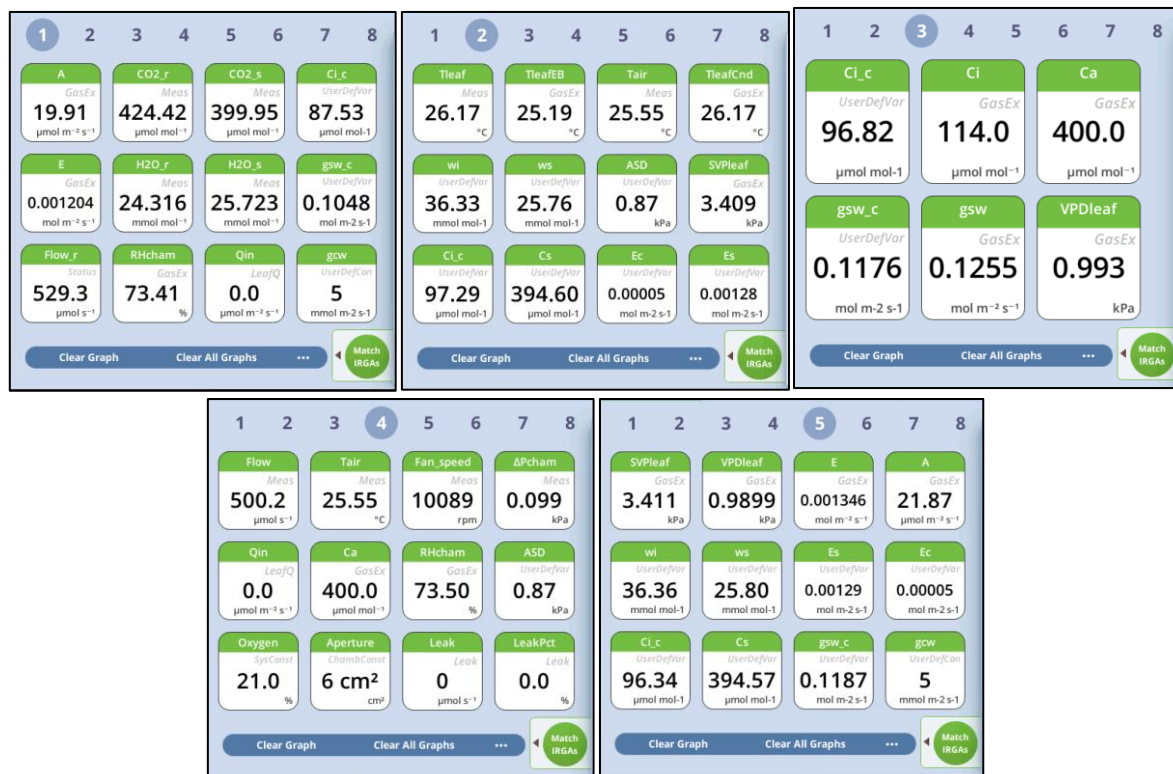 1 2 3 4 5 6 7 8
A CO2_r CO2_s Ci_c
GasEx Meas Meas UserDefVar
19.91 424.42 399.95 87.53
µmol m⁻² s⁻¹ µmol mol⁻¹ µmol mol⁻¹ µmol mol-1
E H2O_r H2O_s gsw_c
GasEx Meas Meas UserDefVar
0.001204 24.316 25.723 0.1048
mol m⁻² s⁻¹ mmol mol⁻¹ mmol mol⁻¹ mol m-2 s-1
Flow_r RHcham Qin gcw
Status GasEx LeafQ UserDefCon
529.3 73.41 0.0 5
µmol s⁻¹ % µmol m⁻² s⁻¹ mmol m-2 s-1
Clear Graph Clear All Graphs ••• Match
IRGAs
1 2 3 4 5 6 7 8
Tleaf TleafEB Tair TleafCnd
Meas GasEx Meas GasEx
26.17 25.19 25.55 26.17
°C °C °C °C
wi ws ASD SVPleaf
UserDefVar UserDefVar UserDefVar GasEx
36.33 25.76 0.87 3.409
mmol mol-1 mmol mol-1 kPa kPa
Ci_c Cs Ec Es
UserDefVar UserDefVar UserDefVar UserDefVar
97.29 394.60 0.00005 0.00128
µmol mol-1 µmol mol-1 mol m-2 s-1 mol m-2 s-1
Clear Graph Clear All Graphs ••• Match
IRGAs
1 2 3 4 5 6 7 8
Ci_c Ci Ca
UserDefVar GasEx GasEx
96.82 114.0 400.0
µmol mol-1 µmol mol⁻¹ µmol mol⁻¹
gsw_c gsw VPDleaf
UserDefVar GasEx GasEx
0.1176 0.1255 0.993
mol m-2 s-1 mol m⁻² s⁻¹ kPa
Clear Graph Clear All Graphs ••• Match
IRGAs
1 2 3 4 5 6 7 8
Flow Tair Fan_speed ΔPcham
Meas Meas Meas Meas
500.2 25.55 10089 0.099
µmol s⁻¹ °C rpm kPa
Qin Ca RHcham ASD
LeafQ GasEx GasEx UserDefVar
0.0 400.0 73.50 0.87
µmol m⁻² s⁻¹ µmol mol⁻¹ % kPa
Oxygen Aperture Leak LeakPct
SysConst ChambConst Leak Leak
21.0 6 cm² 0 0.0
% cm² µmol s⁻¹ %
Clear Graph Clear All Graphs ••• Match
IRGAs
1 2 3 4 5 6 7 8
SVPleaf VPDleaf E A
GasEx GasEx GasEx GasEx
3.411 0.9899 0.001346 21.87
kPa kPa mol m⁻² s⁻¹ µmol m⁻² s⁻¹
wi ws Es Ec
UserDefVar UserDefVar UserDefVar UserDefVar
36.36 25.80 0.00129 0.00005
mmol mol-1 mmol mol-1 mol m-2 s-1 mol m-2 s-1
Ci_c Cs gsw_c gcw
UserDefVar UserDefVar UserDefVar UserDefCon
96.34 394.57 0.1187 5
µmol mol-1 µmol mol-1 mol m-2 s-1 mmol m-2 s-1
Clear Graph Clear All Graphs ••• Match
IRGAs